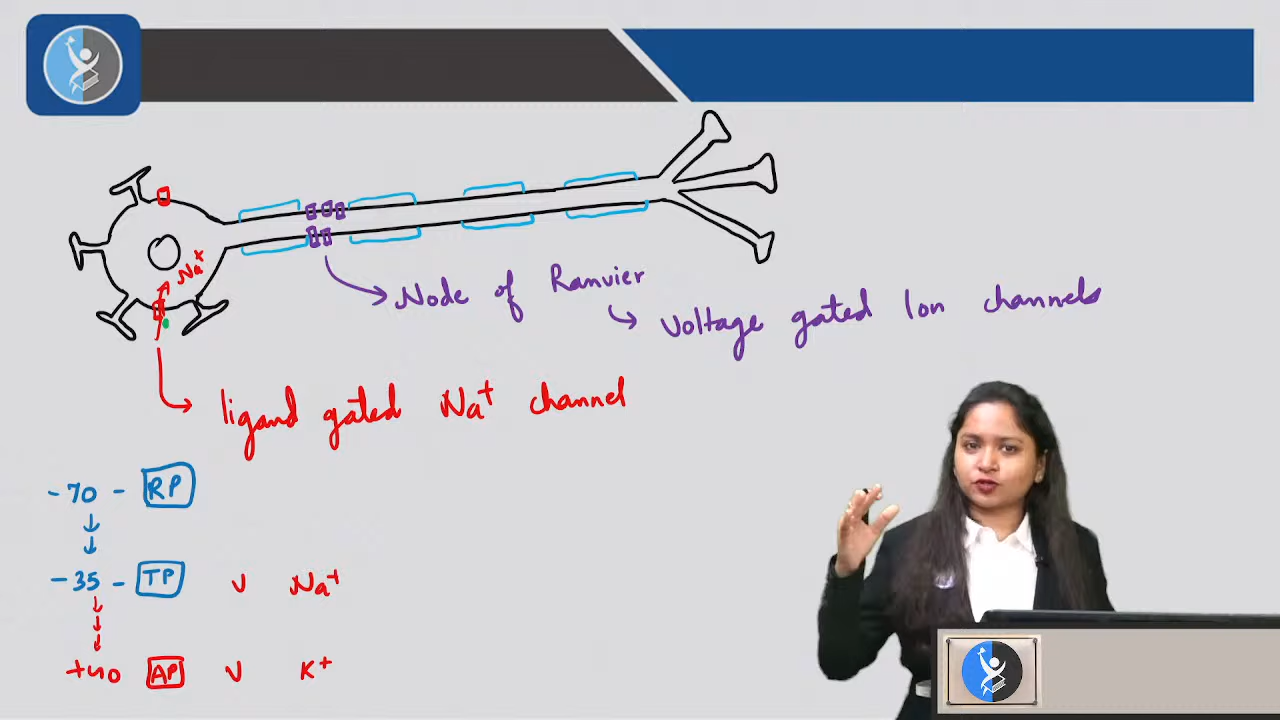 Na+
Node of Ranvier
Voltage gated Ion channels
ligand gated Na+ channel
-70 - RP
-35 - TP V Na+
+40 AP V K+